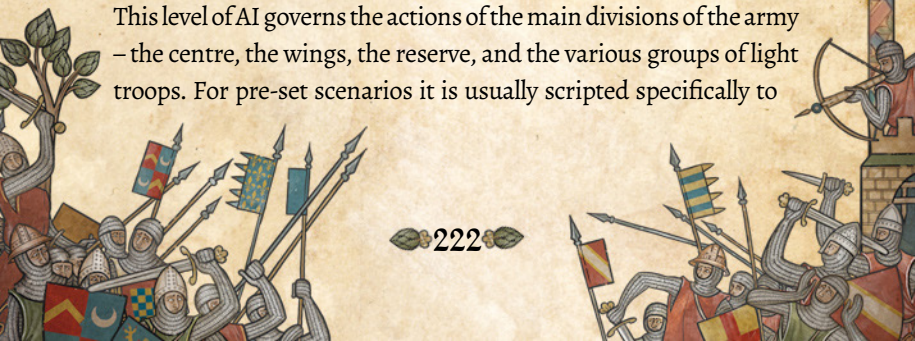 This level of AI governs the actions of the main divisions of the army
– the centre, the wings, the reserve, and the various groups of light
troops. For pre-set scenarios it is usually scripted specifically to
222